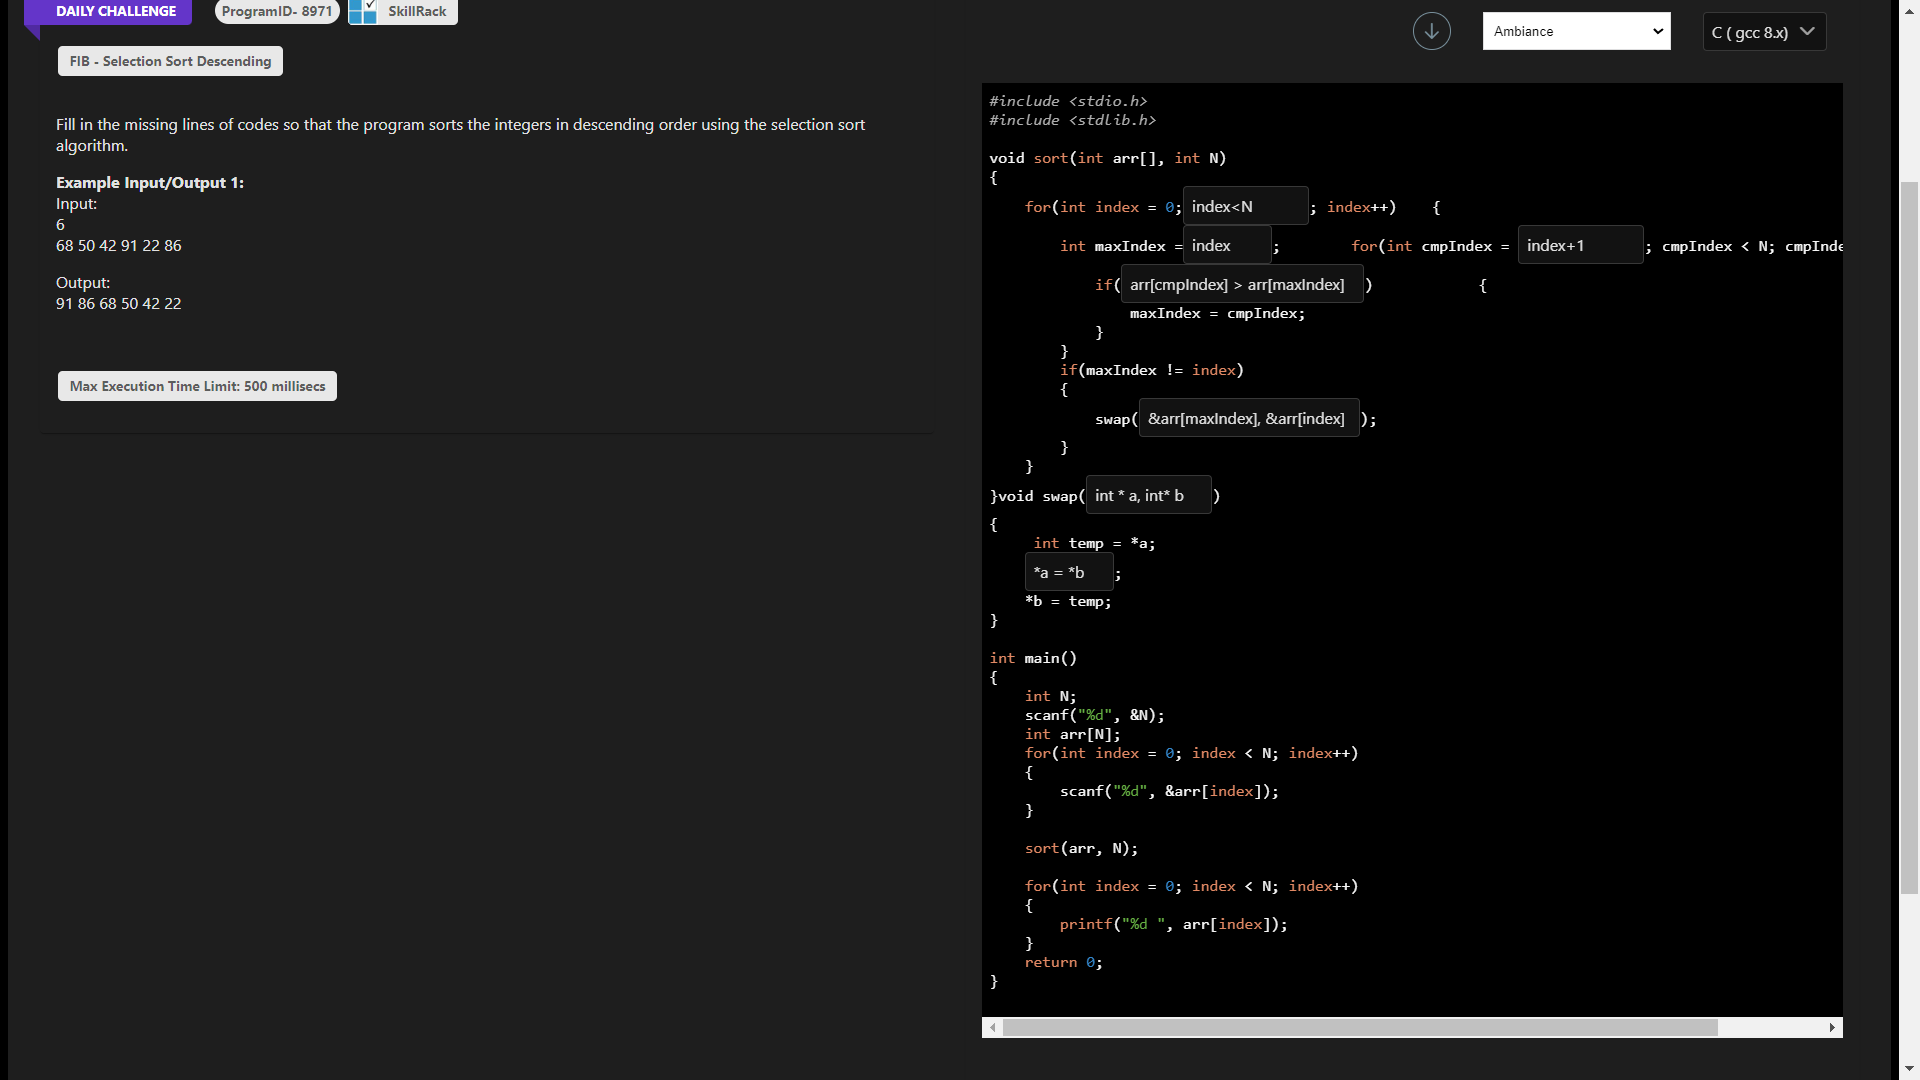 DAILY CHALLENGE
ProgramID- 8971
SkillRack
Ambiance
C ( gcc 8.x)
FIB - Selection Sort Descending
Fill in the missing lines of codes so that the program sorts the integers in descending order using the selection sort
algorithm.
Example Input/Output 1:
Input:
6
68 50 42 91 22 86
Output:
91 86 68 50 42 22
Max Execution Time Limit: 500 millisecs
#include <stdio.h>
#include <stdlib.h>
void sort(int arr[], int N)
{
for(int index = 0; index<N ; index++) {
int maxIndex = index ; for(int cmpIndex = index+1 ; cmpIndex < N; cmpInde
if( arr[cmpIndex] > arr[maxIndex] ) {
maxIndex = cmpIndex;
}
}
if(maxIndex != index)
{
swap( &arr[maxIndex], &arr[index] );
}
}
}void swap( int * a, int* b )
{
int temp = *a;
*a = *b ;
*b = temp;
}
int main()
{
int N;
scanf("%d", &N);
int arr[N];
for(int index = 0; index < N; index++)
{
scanf("%d", &arr[index]);
}
sort(arr, N);
for(int index = 0; index < N; index++)
{
printf("%d ", arr[index]);
}
return 0;
}